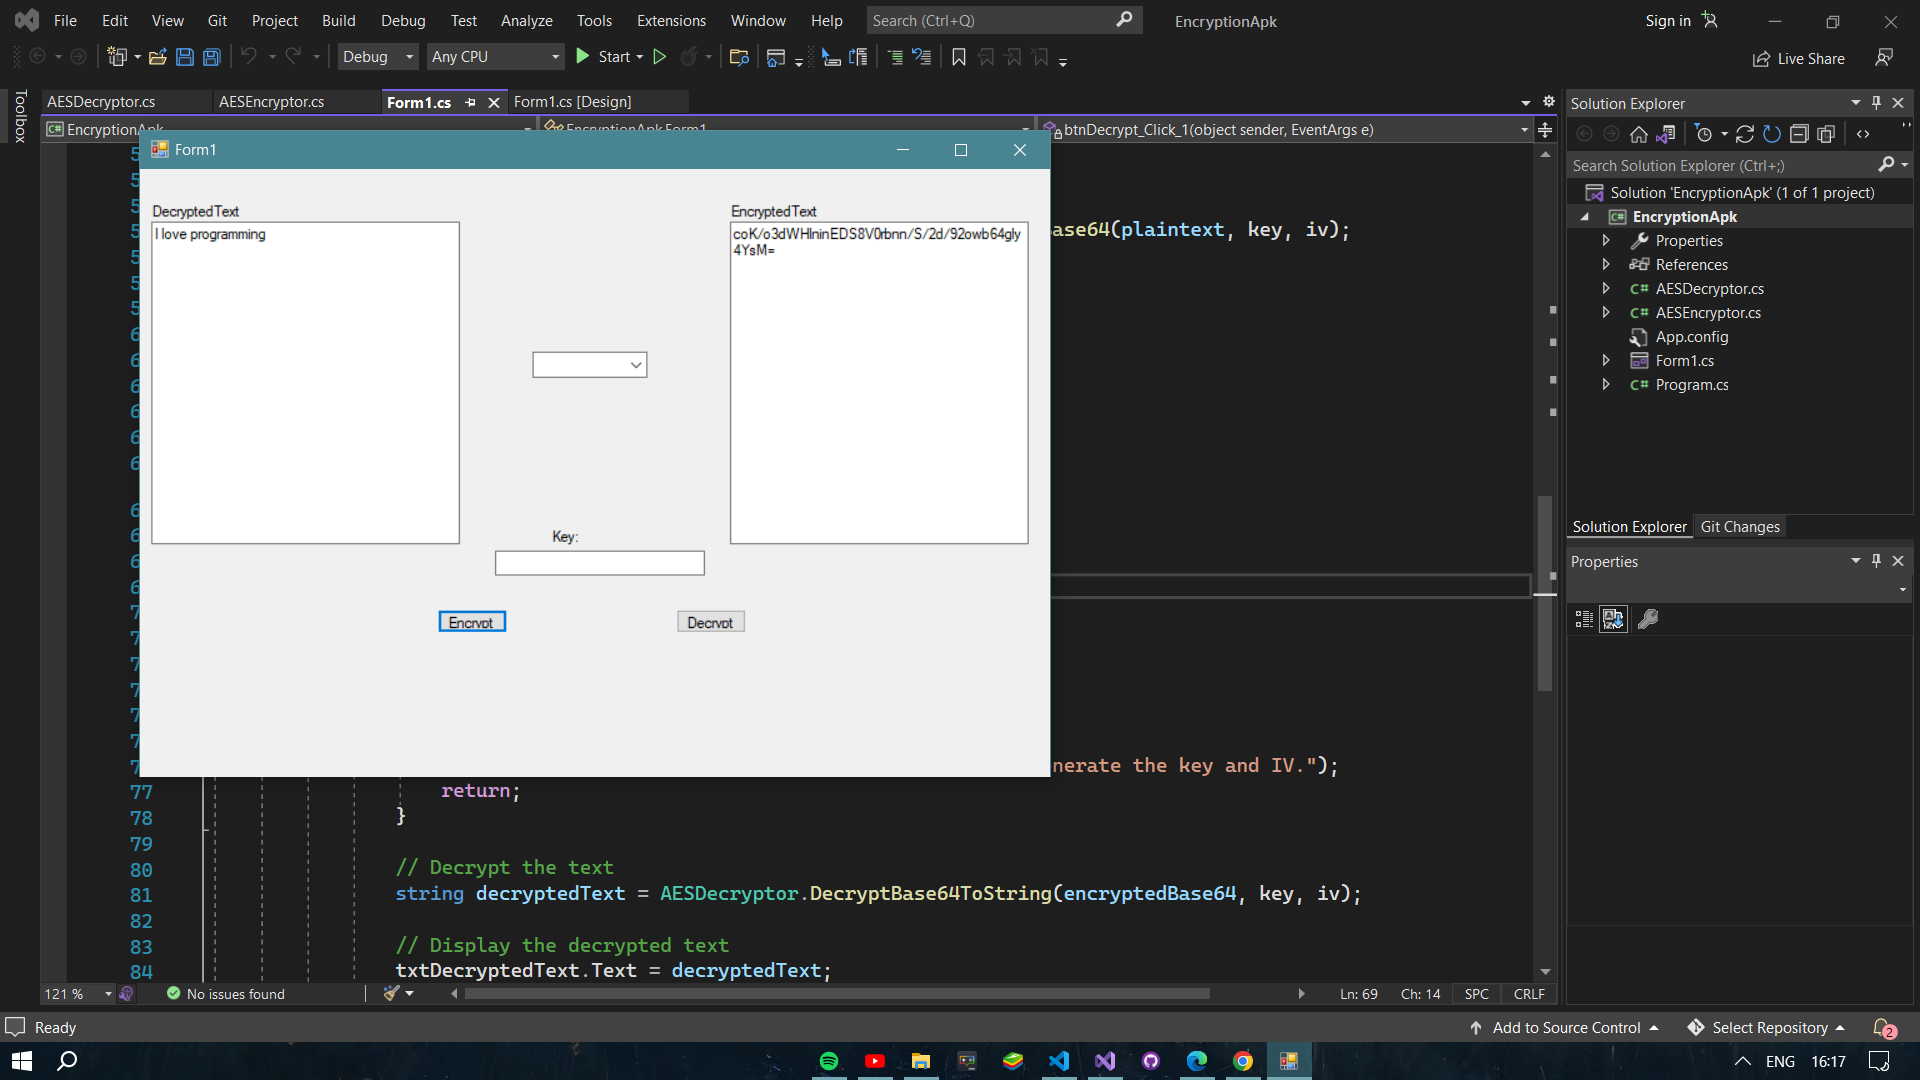 File Edit View Git Project Build Debug Test Analyze Tools Extensions Window Help Search (Ctrl+Q) EncryptionApk Sign in
Debug Any CPU Start Live Share
Toolbox
AESDecryptor.cs AESEncryptor.cs Form1.cs Form1.cs [Design]
EncryptionApk EncryptionApk.Form1 btnDecrypt_Click_1(object sender, EventArgs e)
Form1
DecryptedText EncryptedText
I love programming
coK/o3dWHlninEDS8V0rbnn/S/2d/92owb64gly
4YsM=
Key:
Encrypt Decrypt
ase64(plaintext, key, iv);
nerate the key and IV.");
77 return;
78 }
79
80 // Decrypt the text
81 string decryptedText = AESDecryptor.DecryptBase64ToString(encryptedBase64, key, iv);
82
83 // Display the decrypted text
84 txtDecryptedText.Text = decryptedText;
121 % No issues found Ln: 69 Ch: 14 SPC CRLF
Solution Explorer
Search Solution Explorer (Ctrl+;)
Solution 'EncryptionApk' (1 of 1 project)
EncryptionApk
Properties
References
AESDecryptor.cs
AESEncryptor.cs
App.config
Form1.cs
Program.cs
Solution Explorer Git Changes
Properties
Ready Add to Source Control Select Repository 2
ENG 16:17